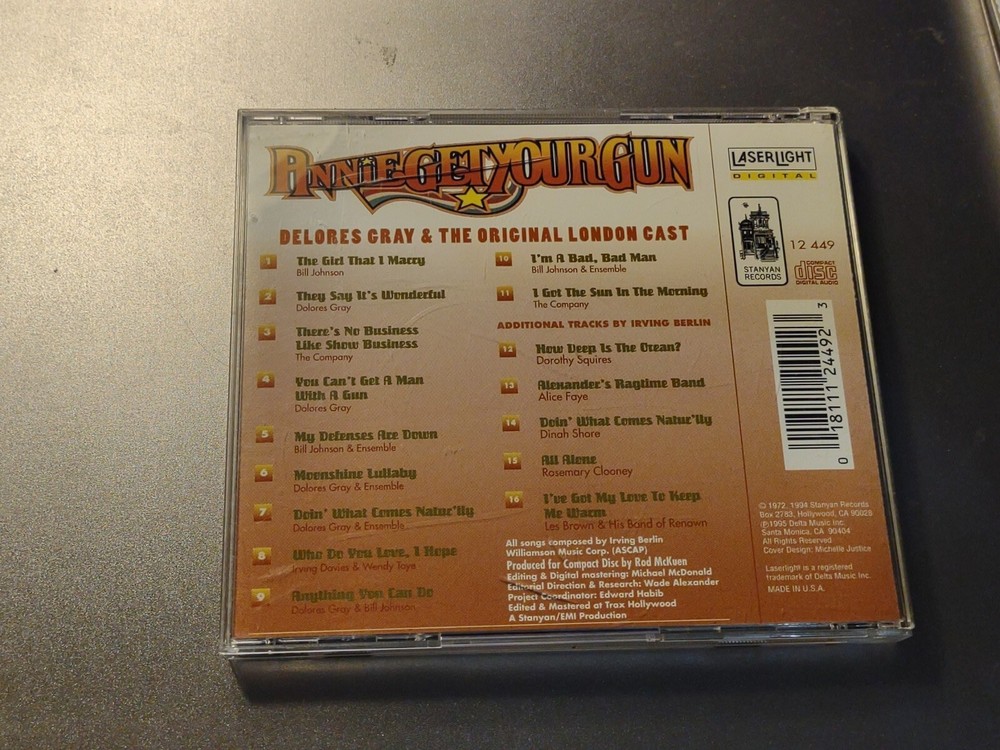 ANNIE GET YOUR GUN
DELORES GRAY & THE ORIGINAL LONDON CAST
1 The Girl That I Marry
Bill Johnson
2 They Say It's Wonderful
Dolores Gray
3 There's No Business
Like Show Business
The Company
4 You Can't Get A Man
With A Gun
Dolores Gray
5 My Defenses Are Down
Bill Johnson & Ensemble
6 Moonshine Lullaby
Dolores Gray & Ensemble
7 Doin' What Comes Natur'lly
Dolores Gray & Ensemble
8 Who Do You Love, I Hope
Irving Davies & Wendy Toye
9 Anything You Can Do
Dolores Gray & Bill Johnson
10 I'm A Bad, Bad Man
Bill Johnson & Ensemble
11 I Got The Sun In The Morning
The Company
ADDITIONAL TRACKS BY IRVING BERLIN
12 How Deep Is The Ocean?
Dorothy Squires
13 Alexander's Ragtime Band
Alice Faye
14 Doin' What Comes Natur'lly
Dinah Shore
15 All Alone
Rosemary Clooney
16 I've Got My Love To Keep
Me Warm
Les Brown & His Band of Renown
All songs composed by Irving Berlin
Williamson Music Corp. (ASCAP)
Produced for Compact Disc by Rod McKuen
Editing & Digital mastering: Michael McDonald
Editorial Direction & Research: Wade Alexander
Project Coordinator: Edward Habib
Edited & Mastered at Trax Hollywood
A Stanyan/EMI Production
LASERLIGHT
DIGITAL
STANYAN
RECORDS
12 449
COMPACT
disc
DIGITAL AUDIO
0 18111 24492 3
© 1972, 1994 Stanyan Records
Box 2783, Hollywood, CA 90028
℗1995 Delta Music Inc.
Santa Monica, CA 90404
All Rights Reserved
Cover Design: Michelle Justice
Laserlight is a registered
trademark of Delta Music Inc.
MADE IN U.S.A.